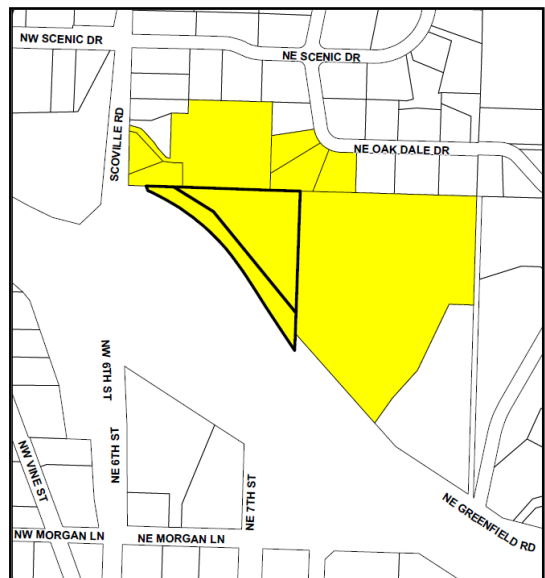 NW SCENIC DR
NE SCENIC DR
SCOVILLE RD
NE OAK DALE DR
NW 6TH ST
NE 6TH ST
NW VINE ST
NE 7TH ST
NE GREENFIELD RD
NW MORGAN LN
NE MORGAN LN